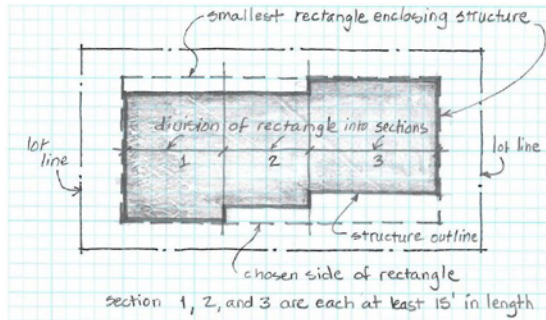 smallest rectangle enclosing structure
division of rectangle into sections
lot
line
lot line
1
2
3
structure outline
chosen side of rectangle
section 1, 2, and 3 are each at least 15' in length